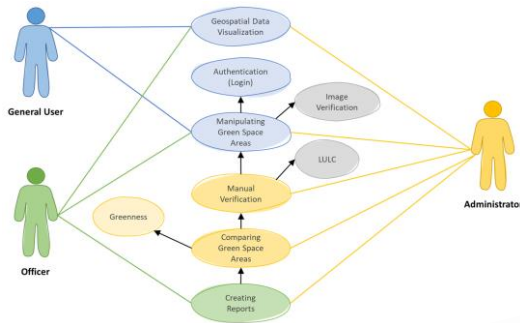 Geospatial Data
Visualization
General User
Authentication
(Login)
Image
Verification
Manipulating
Green Space
Areas
LULC
Manual
Verification
Administrator
Greenness
Comparing
Green Space
Areas
Officer
Creating
Reports